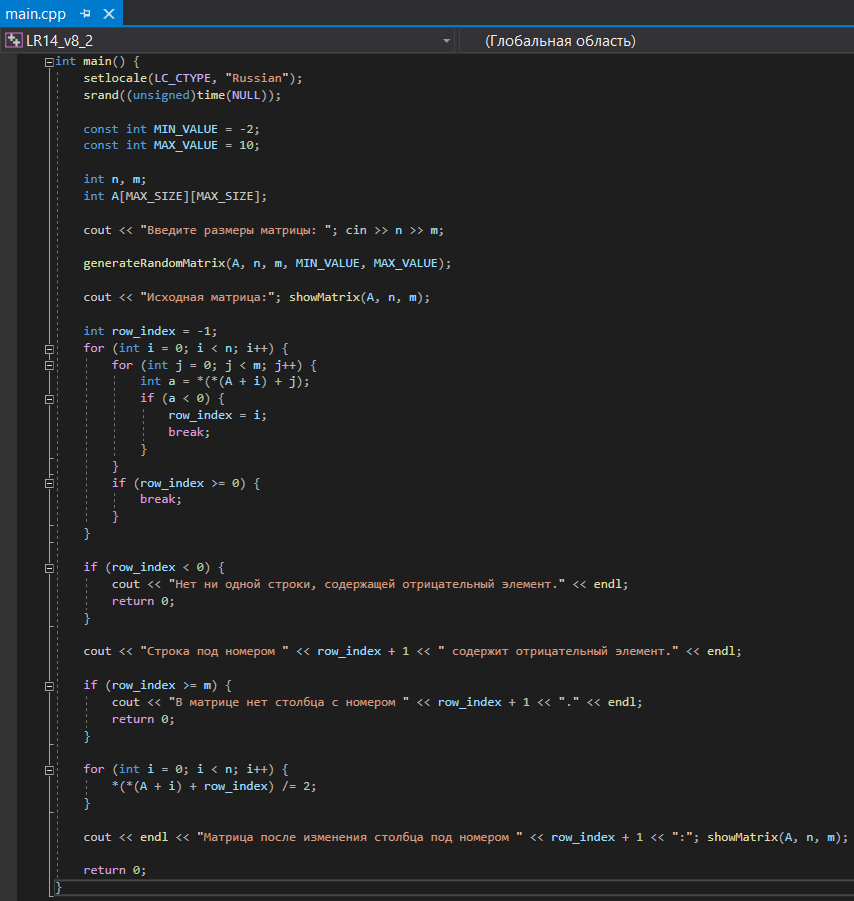 main.cpp
LR14_v8_2 (Глобальная область)
int main() {
    setlocale(LC_CTYPE, "Russian");
    srand((unsigned)time(NULL));
    const int MIN_VALUE = -2;
    const int MAX_VALUE = 10;
    int n, m;
    int A[MAX_SIZE][MAX_SIZE];
    cout << "Введите размеры матрицы: "; cin >> n >> m;
    generateRandomMatrix(A, n, m, MIN_VALUE, MAX_VALUE);
    cout << "Исходная матрица:"; showMatrix(A, n, m);
    int row_index = -1;
    for (int i = 0; i < n; i++) {
        for (int j = 0; j < m; j++) {
            int a = *(*(A + i) + j);
            if (a < 0) {
                row_index = i;
                break;
            }
        }
        if (row_index >= 0) {
            break;
        }
    }
    if (row_index < 0) {
        cout << "Нет ни одной строки, содержащей отрицательный элемент." << endl;
        return 0;
    }
    cout << "Строка под номером " << row_index + 1 << " содержит отрицательный элемент." << endl;
    if (row_index >= m) {
        cout << "В матрице нет столбца с номером " << row_index + 1 << "." << endl;
        return 0;
    }
    for (int i = 0; i < n; i++) {
        *(*(A + i) + row_index) /= 2;
    }
    cout << endl << "Матрица после изменения столбца под номером " << row_index + 1 << ":"; showMatrix(A, n, m);
    return 0;
}